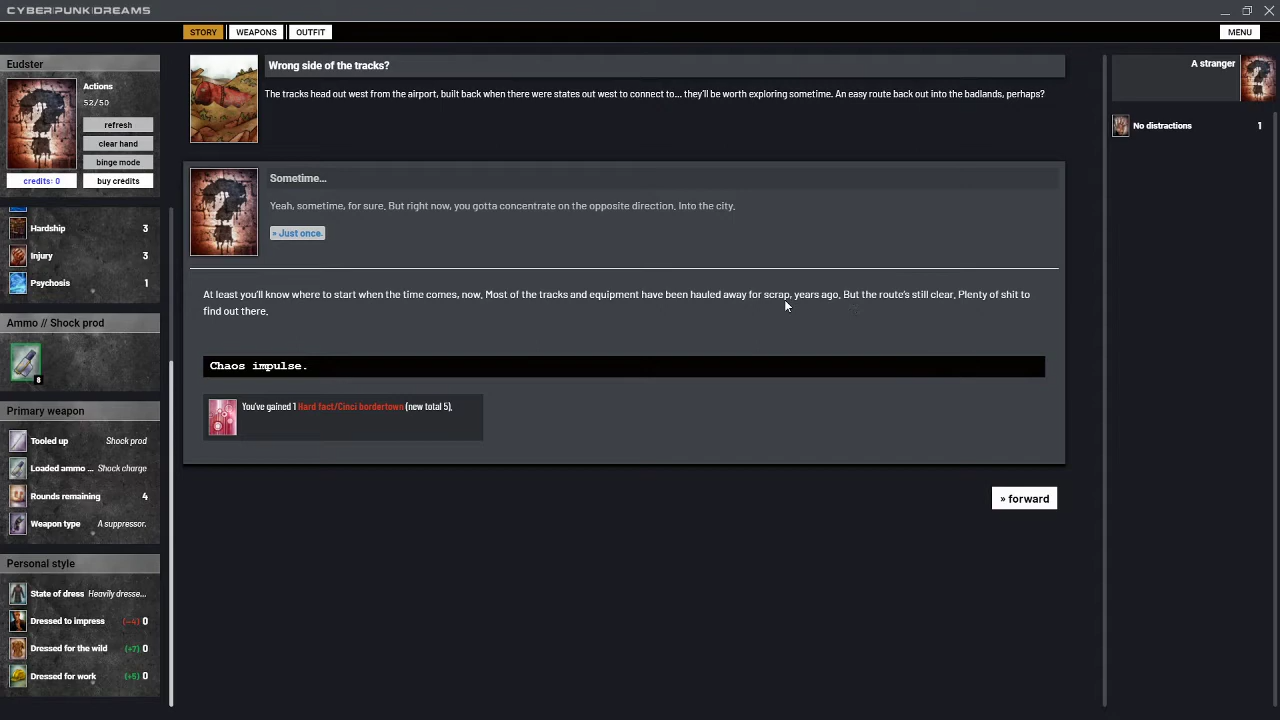 CYBER|PUNK|DREAMS
STORY
WEAPONS
OUTFIT
MENU
Eudster
Actions
52/50
refresh
clear hand
binge mode
credits: 0
buy credits
Hardship 3
Injury 3
Psychosis 1
Ammo // Shock prod
8
Primary weapon
Tooled up Shock prod
Loaded ammo ... Shock charge
Rounds remaining 4
Weapon type A suppressor.
Personal style
State of dress Heavily dresse...
Dressed to impress (−4) 0
Dressed for the wild (+7) 0
Dressed for work (+5) 0
Wrong side of the tracks?
The tracks head out west from the airport, built back when there were states out west to connect to... they'll be worth exploring sometime. An easy route back out into the badlands, perhaps?
Sometime...
Yeah, sometime, for sure. But right now, you gotta concentrate on the opposite direction. Into the city.
» Just once.
At least you'll know where to start when the time comes, now. Most of the tracks and equipment have been hauled away for scrap, years ago. But the route's still clear. Plenty of shit to
find out there.
Chaos impulse.
You've gained 1 Hard fact/Cinci bordertown (new total 5),
» forward
A stranger
No distractions 1